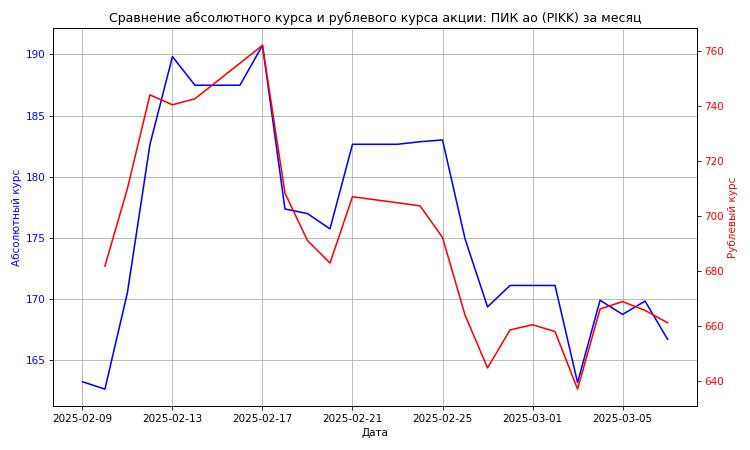 Сравнение абсолютного курса и рублевого курса акции: ПИК ао (PIKK) за месяц
Абсолютный курс
190
185
180
175
170
165
760
740
720
700
680
660
640
Рублевый курс
2025-02-09 2025-02-13 2025-02-17 2025-02-21 2025-02-25 2025-03-01 2025-03-05
Дата